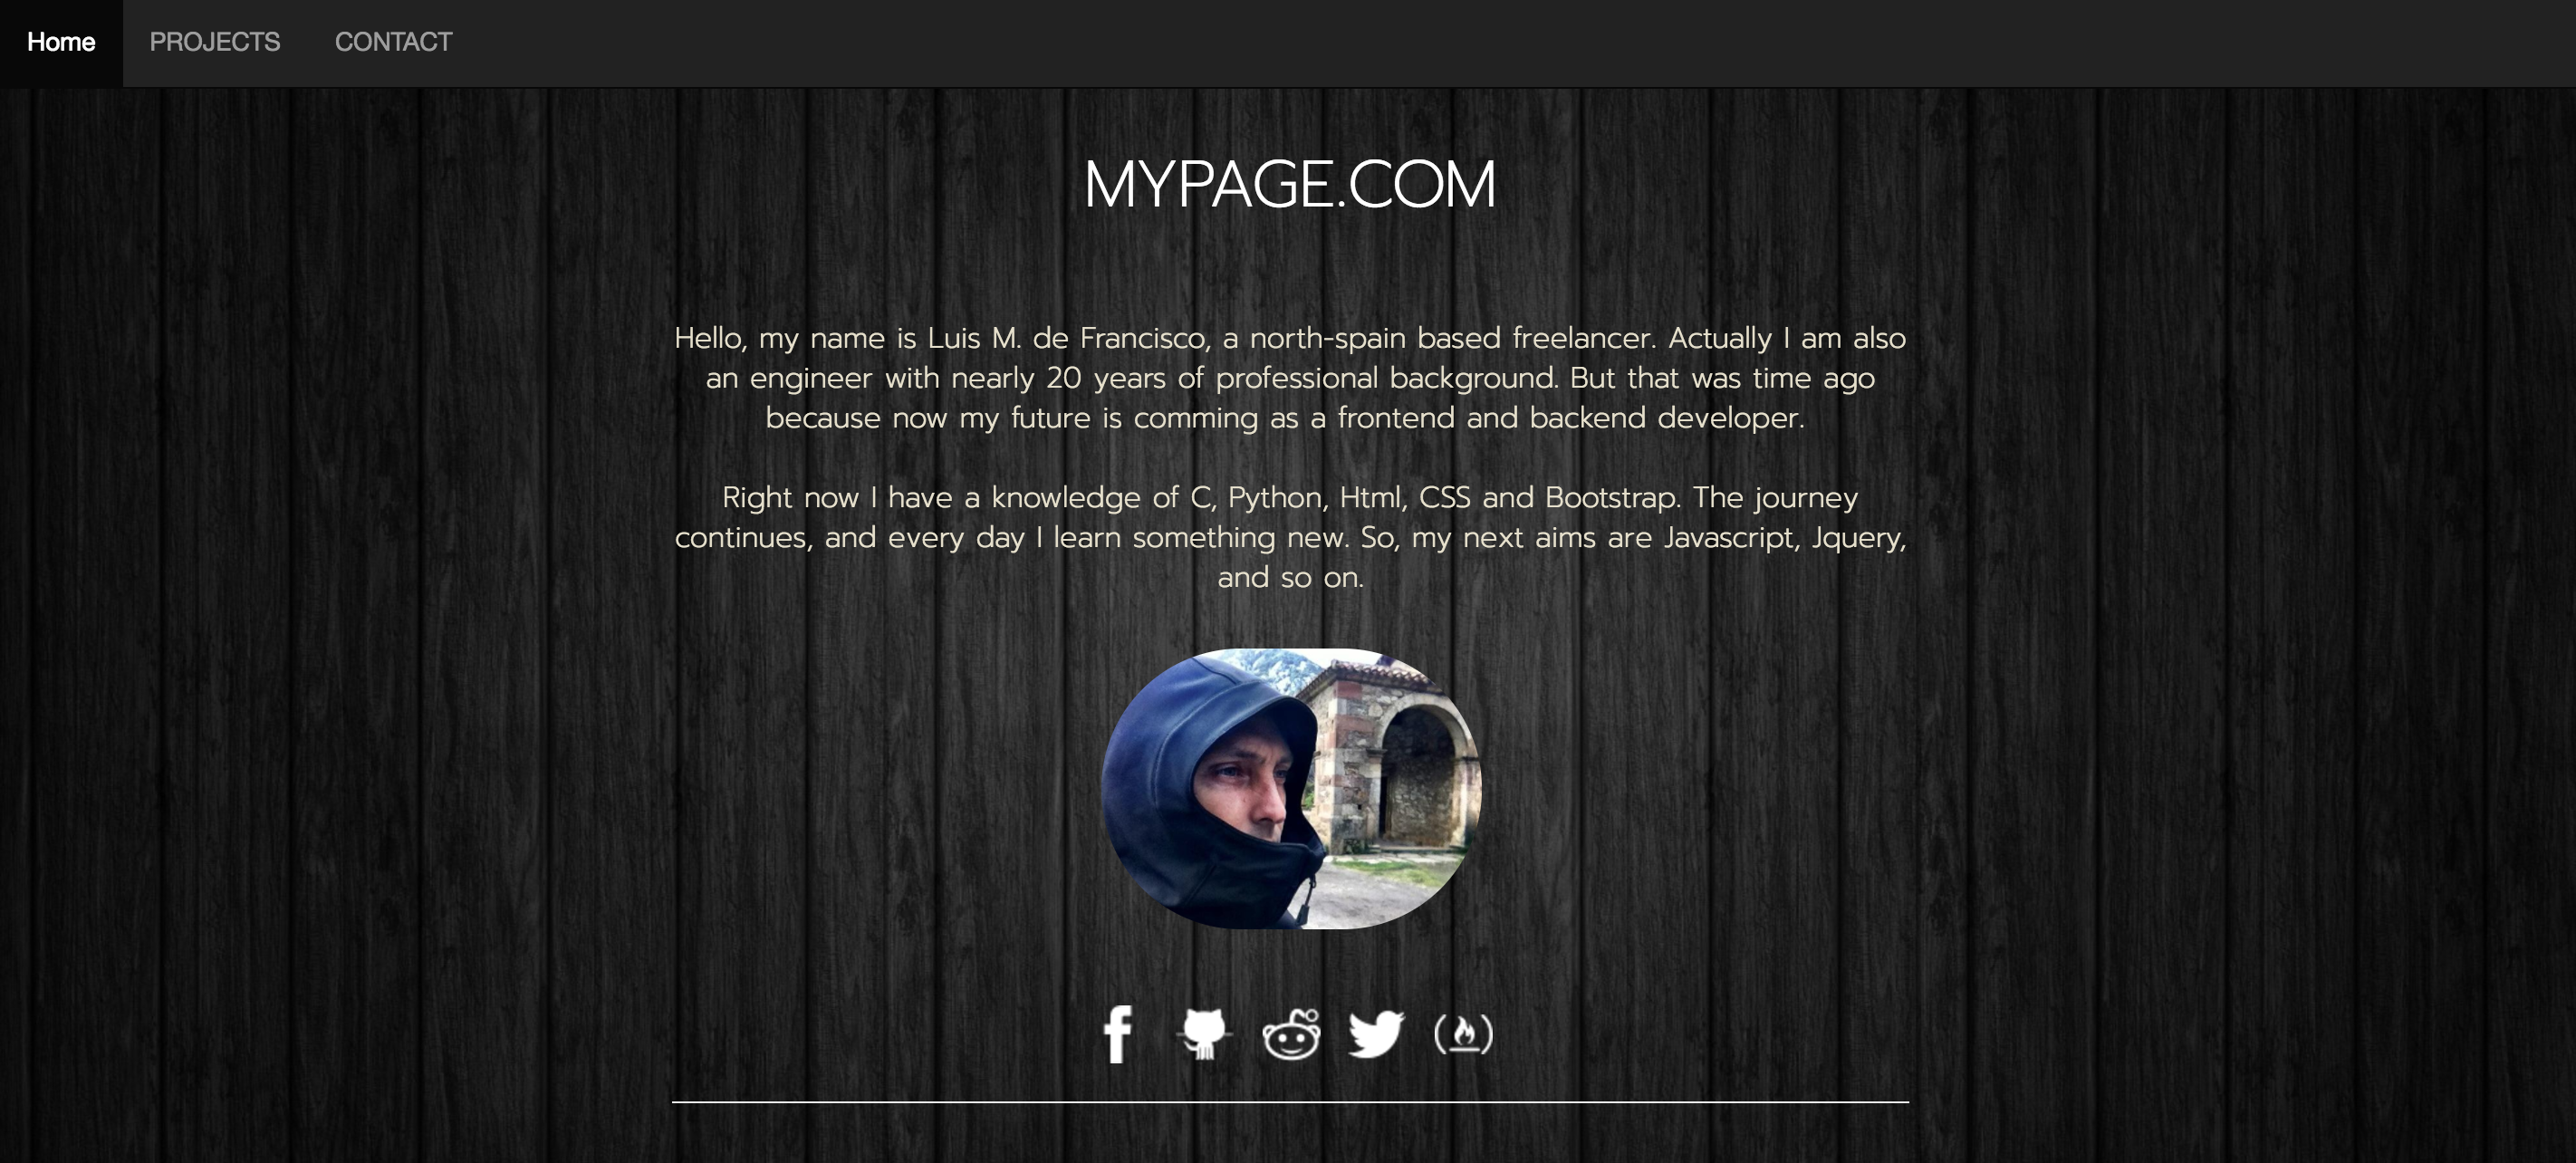 Home PROJECTS CONTACT
MYPAGE.COM
Hello, my name is Luis M. de Francisco, a north-spain based freelancer. Actually I am also
an engineer with nearly 20 years of professional background. But that was time ago
because now my future is comming as a frontend and backend developer.
Right now I have a knowledge of C, Python, Html, CSS and Bootstrap. The journey
continues, and every day I learn something new. So, my next aims are Javascript, Jquery,
and so on.